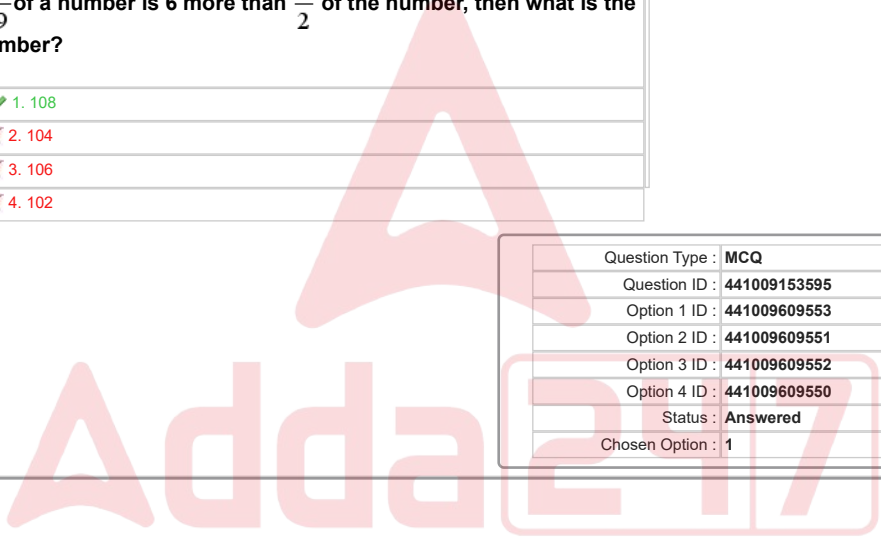 9 of a number is 6 more than — of the number, then what is the
2
mber?
1. 108
2. 104
3. 106
4. 102
Question Type : MCQ
Question ID : 441009153595
Option 1 ID : 441009609553
Option 2 ID : 441009609551
Option 3 ID : 441009609552
Option 4 ID : 441009609550
Status : Answered
Chosen Option : 1
Adda247